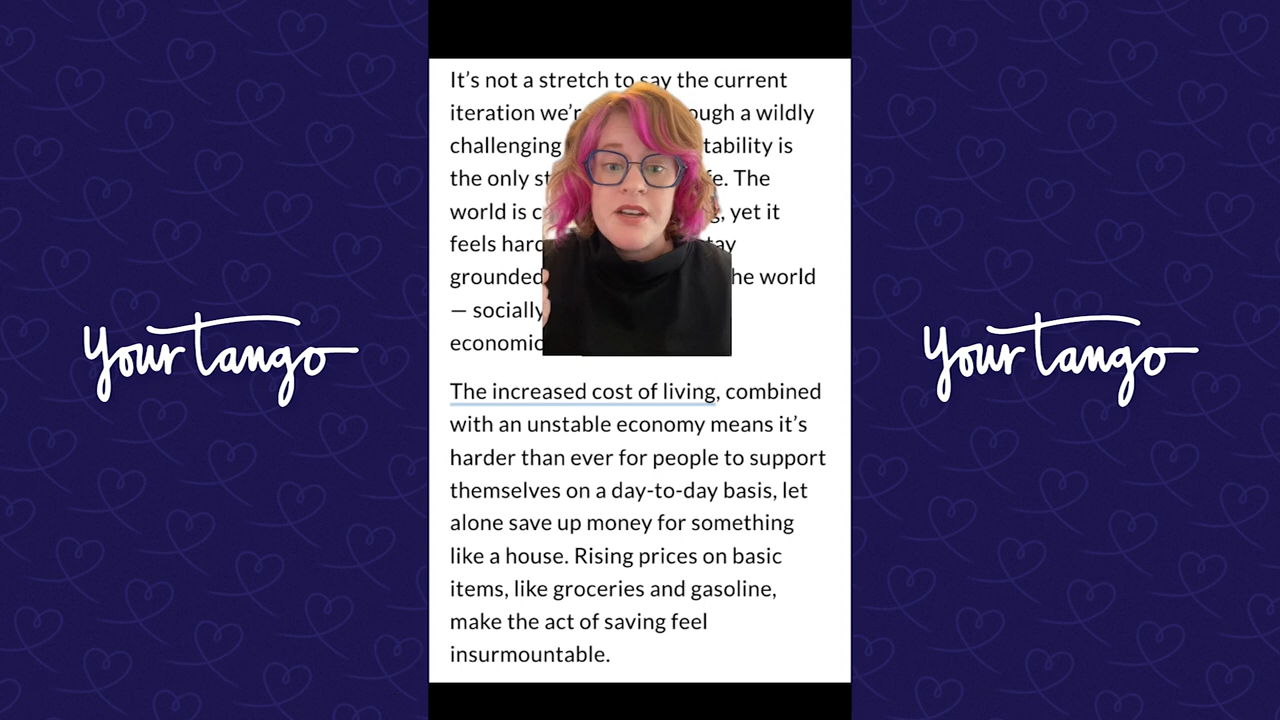 It's not a stretch to say the current
iteration we'r ough a wildly
challenging tability is
the only st fe. The
world is c g, yet it
feels hard tay
grounded he world
— socially
economic
The increased cost of living, combined
with an unstable economy means it's
harder than ever for people to support
themselves on a day-to-day basis, let
alone save up money for something
like a house. Rising prices on basic
items, like groceries and gasoline,
make the act of saving feel
insurmountable.
Your tango
Your tango